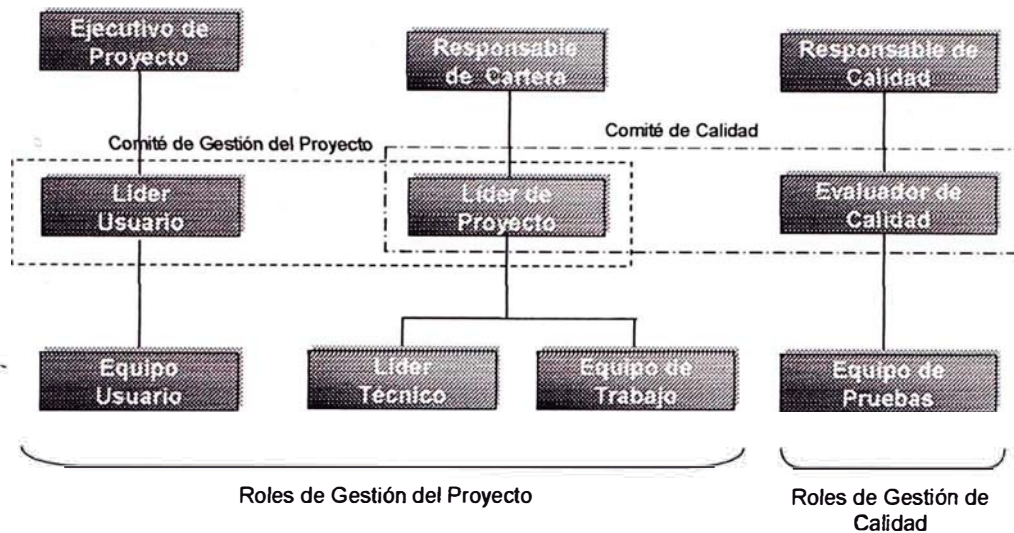 Ejecutivo de
Proyecto
Responsable
de Cartera
Responsable de
Calidad
Comité de Gestión del Proyecto
Comité de Calidad
Líder
Usuario
Líder de
Proyecto
Evaluador de
Calidad
Equipo
Usuario
Líder
Técnico
Equipo de
Trabajo
Equipo de
Pruebas
Roles de Gestión del Proyecto
Roles de Gestión de
Calidad